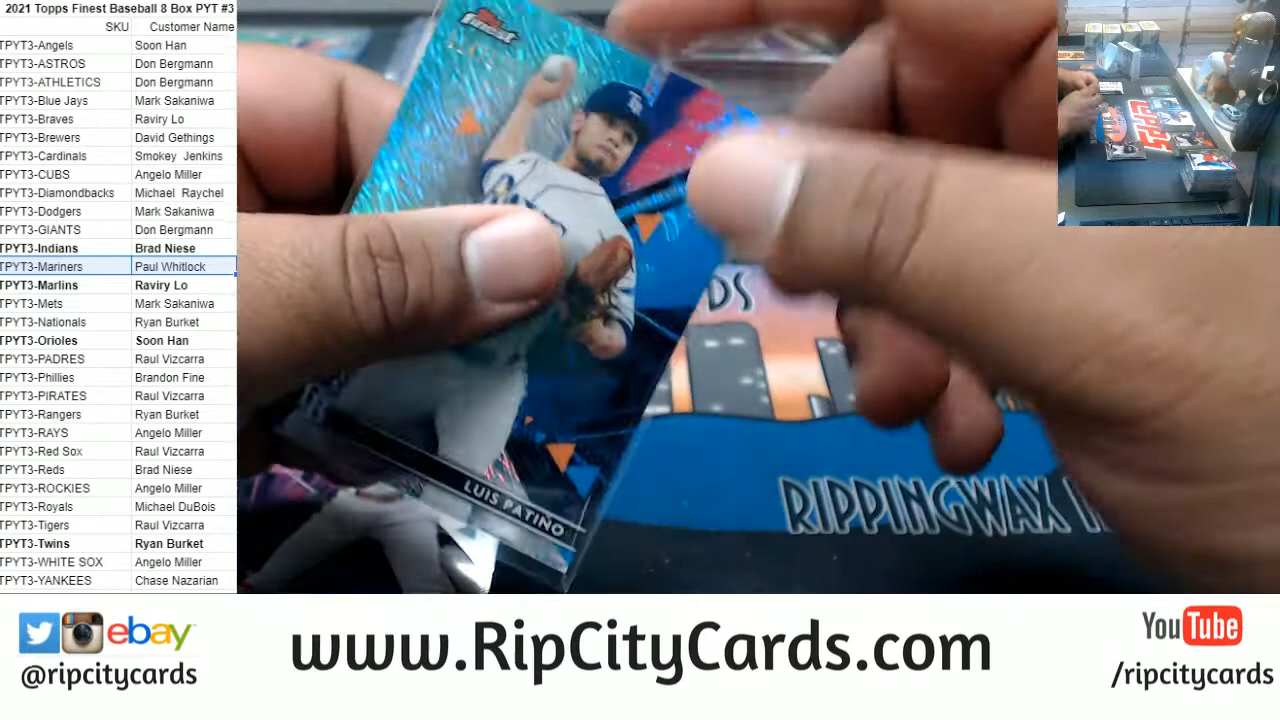 2021 Topps Finest Baseball 8 Box PYT #3
SKU Customer Name
TPYT3-Angels Soon Han
TPYT3-ASTROS Don Bergmann
TPYT3-ATHLETICS Don Bergmann
TPYT3-Blue Jays Mark Sakaniwa
TPYT3-Braves Raviry Lo
TPYT3-Brewers David Gethings
TPYT3-Cardinals Smokey Jenkins
TPYT3-CUBS Angelo Miller
TPYT3-Diamondbacks Michael Raychel
TPYT3-Dodgers Mark Sakaniwa
TPYT3-GIANTS Don Bergmann
TPYT3-Indians Brad Niese
TPYT3-Mariners Paul Whitlock
TPYT3-Marlins Raviry Lo
TPYT3-Mets Mark Sakaniwa
TPYT3-Nationals Ryan Burket
TPYT3-Orioles Soon Han
TPYT3-PADRES Raul Vizcarra
TPYT3-Phillies Brandon Fine
TPYT3-PIRATES Raul Vizcarra
TPYT3-Rangers Ryan Burket
TPYT3-RAYS Angelo Miller
TPYT3-Red Sox Raul Vizcarra
TPYT3-Reds Brad Niese
TPYT3-ROCKIES Angelo Miller
TPYT3-Royals Michael DuBois
TPYT3-Tigers Raul Vizcarra
TPYT3-Twins Ryan Burket
TPYT3-WHITE SOX Angelo Miller
TPYT3-YANKEES Chase Nazarian
Finest
LUIS PATIÑO
DS
RIPPINGWAX
TOPPS
ebay
@ripcitycards
www.RipCityCards.com
YouTube
/ripcitycards